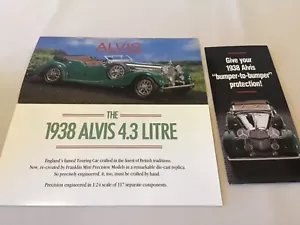 ALVIS
THE
1938 ALVIS 4.3 LITRE
England's famed Touring Car crafted in the finest of British traditions.
Now, re-created by Franklin Mint Precision Models in a remarkable die-cast replica.
So precisely engineered. It, too, must be crafted by hand.
Precision engineered in 1/24 scale of 117 separate components.
Give your
1938 Alvis
"bumper-to-bumper"
protection!